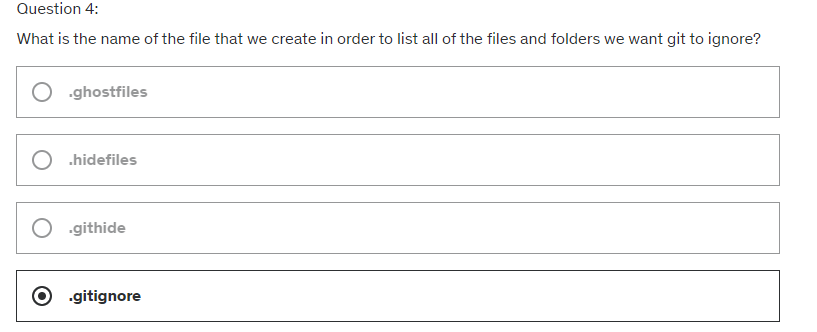 Question 4:
What is the name of the file that we create in order to list all of the files and folders we want git to ignore?
.ghostfiles
.hidefiles
.githide
.gitignore